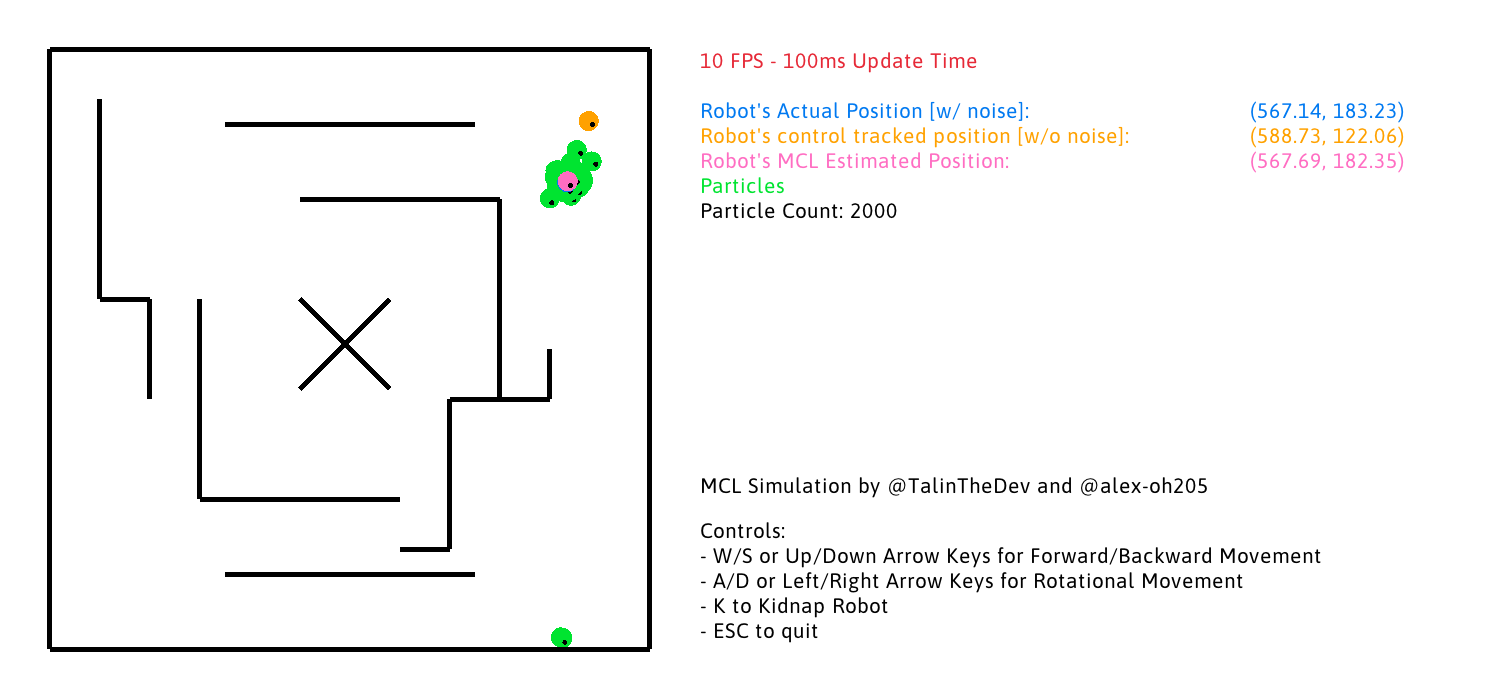 10 FPS - 100ms Update Time
Robot's Actual Position [w/ noise]: (567.14, 183.23)
Robot's control tracked position [w/o noise]: (588.73, 122.06)
Robot's MCL Estimated Position: (567.69, 182.35)
Particles
Particle Count: 2000
MCL Simulation by @TalinTheDev and @alex-oh205
Controls:
- W/S or Up/Down Arrow Keys for Forward/Backward Movement
- A/D or Left/Right Arrow Keys for Rotational Movement
- K to Kidnap Robot
- ESC to quit